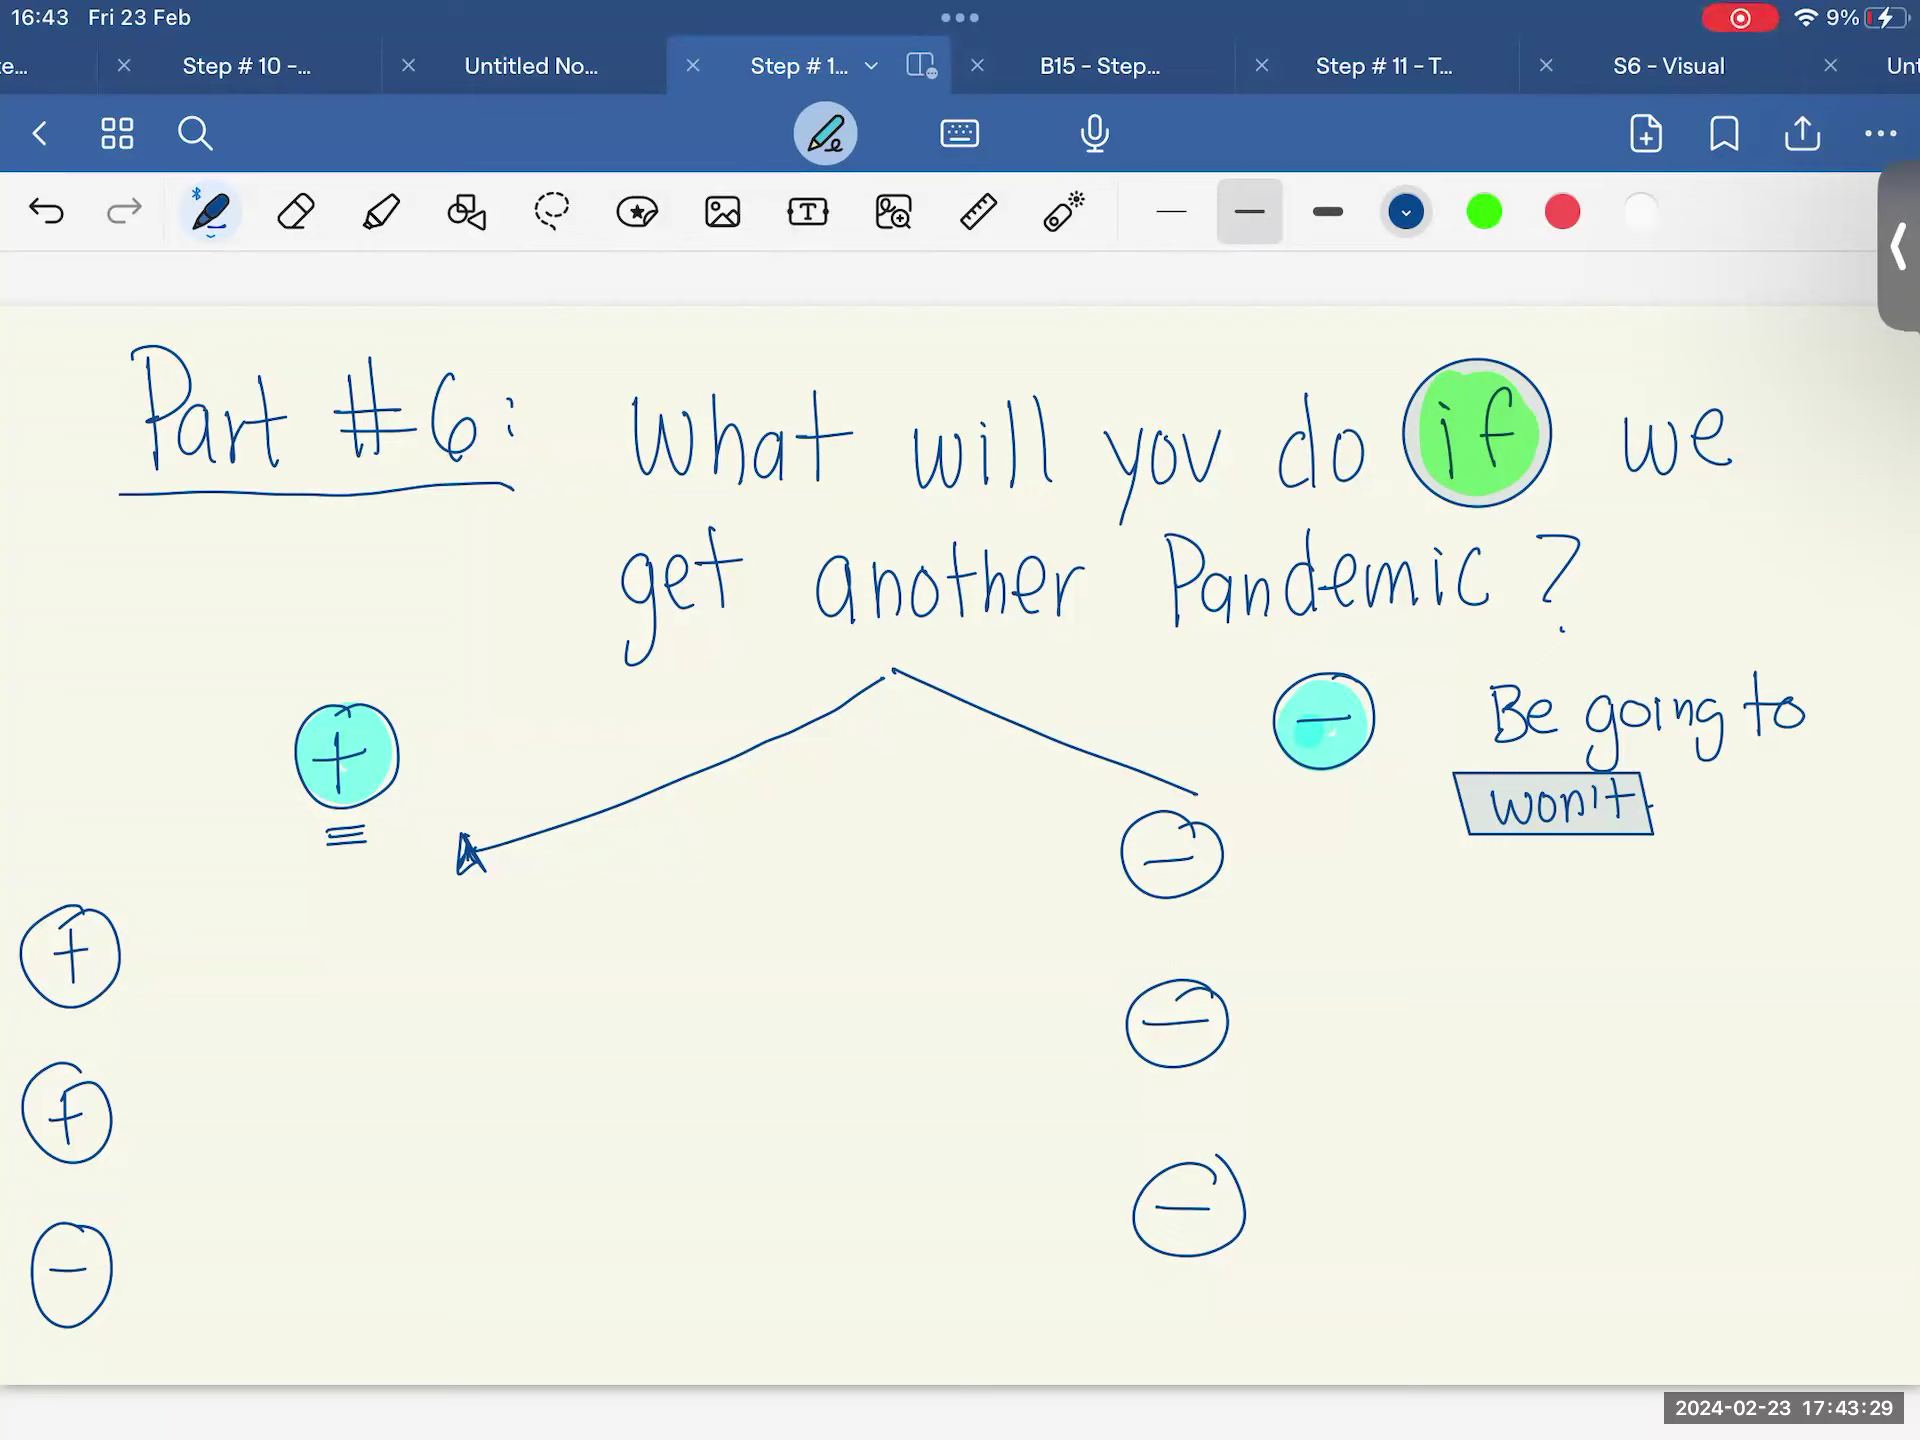 16:43 Fri 23 Feb
9%
e... Step # 10 -... Untitled No... Step # 1... B15 - Step... Step # 11 - T... S6 - Visual Unt
Part #6: What will you do if we
get another Pandemic?
+ - Be going to
won't
-
+
-
+
-
-
2024-02-23 17:43:29